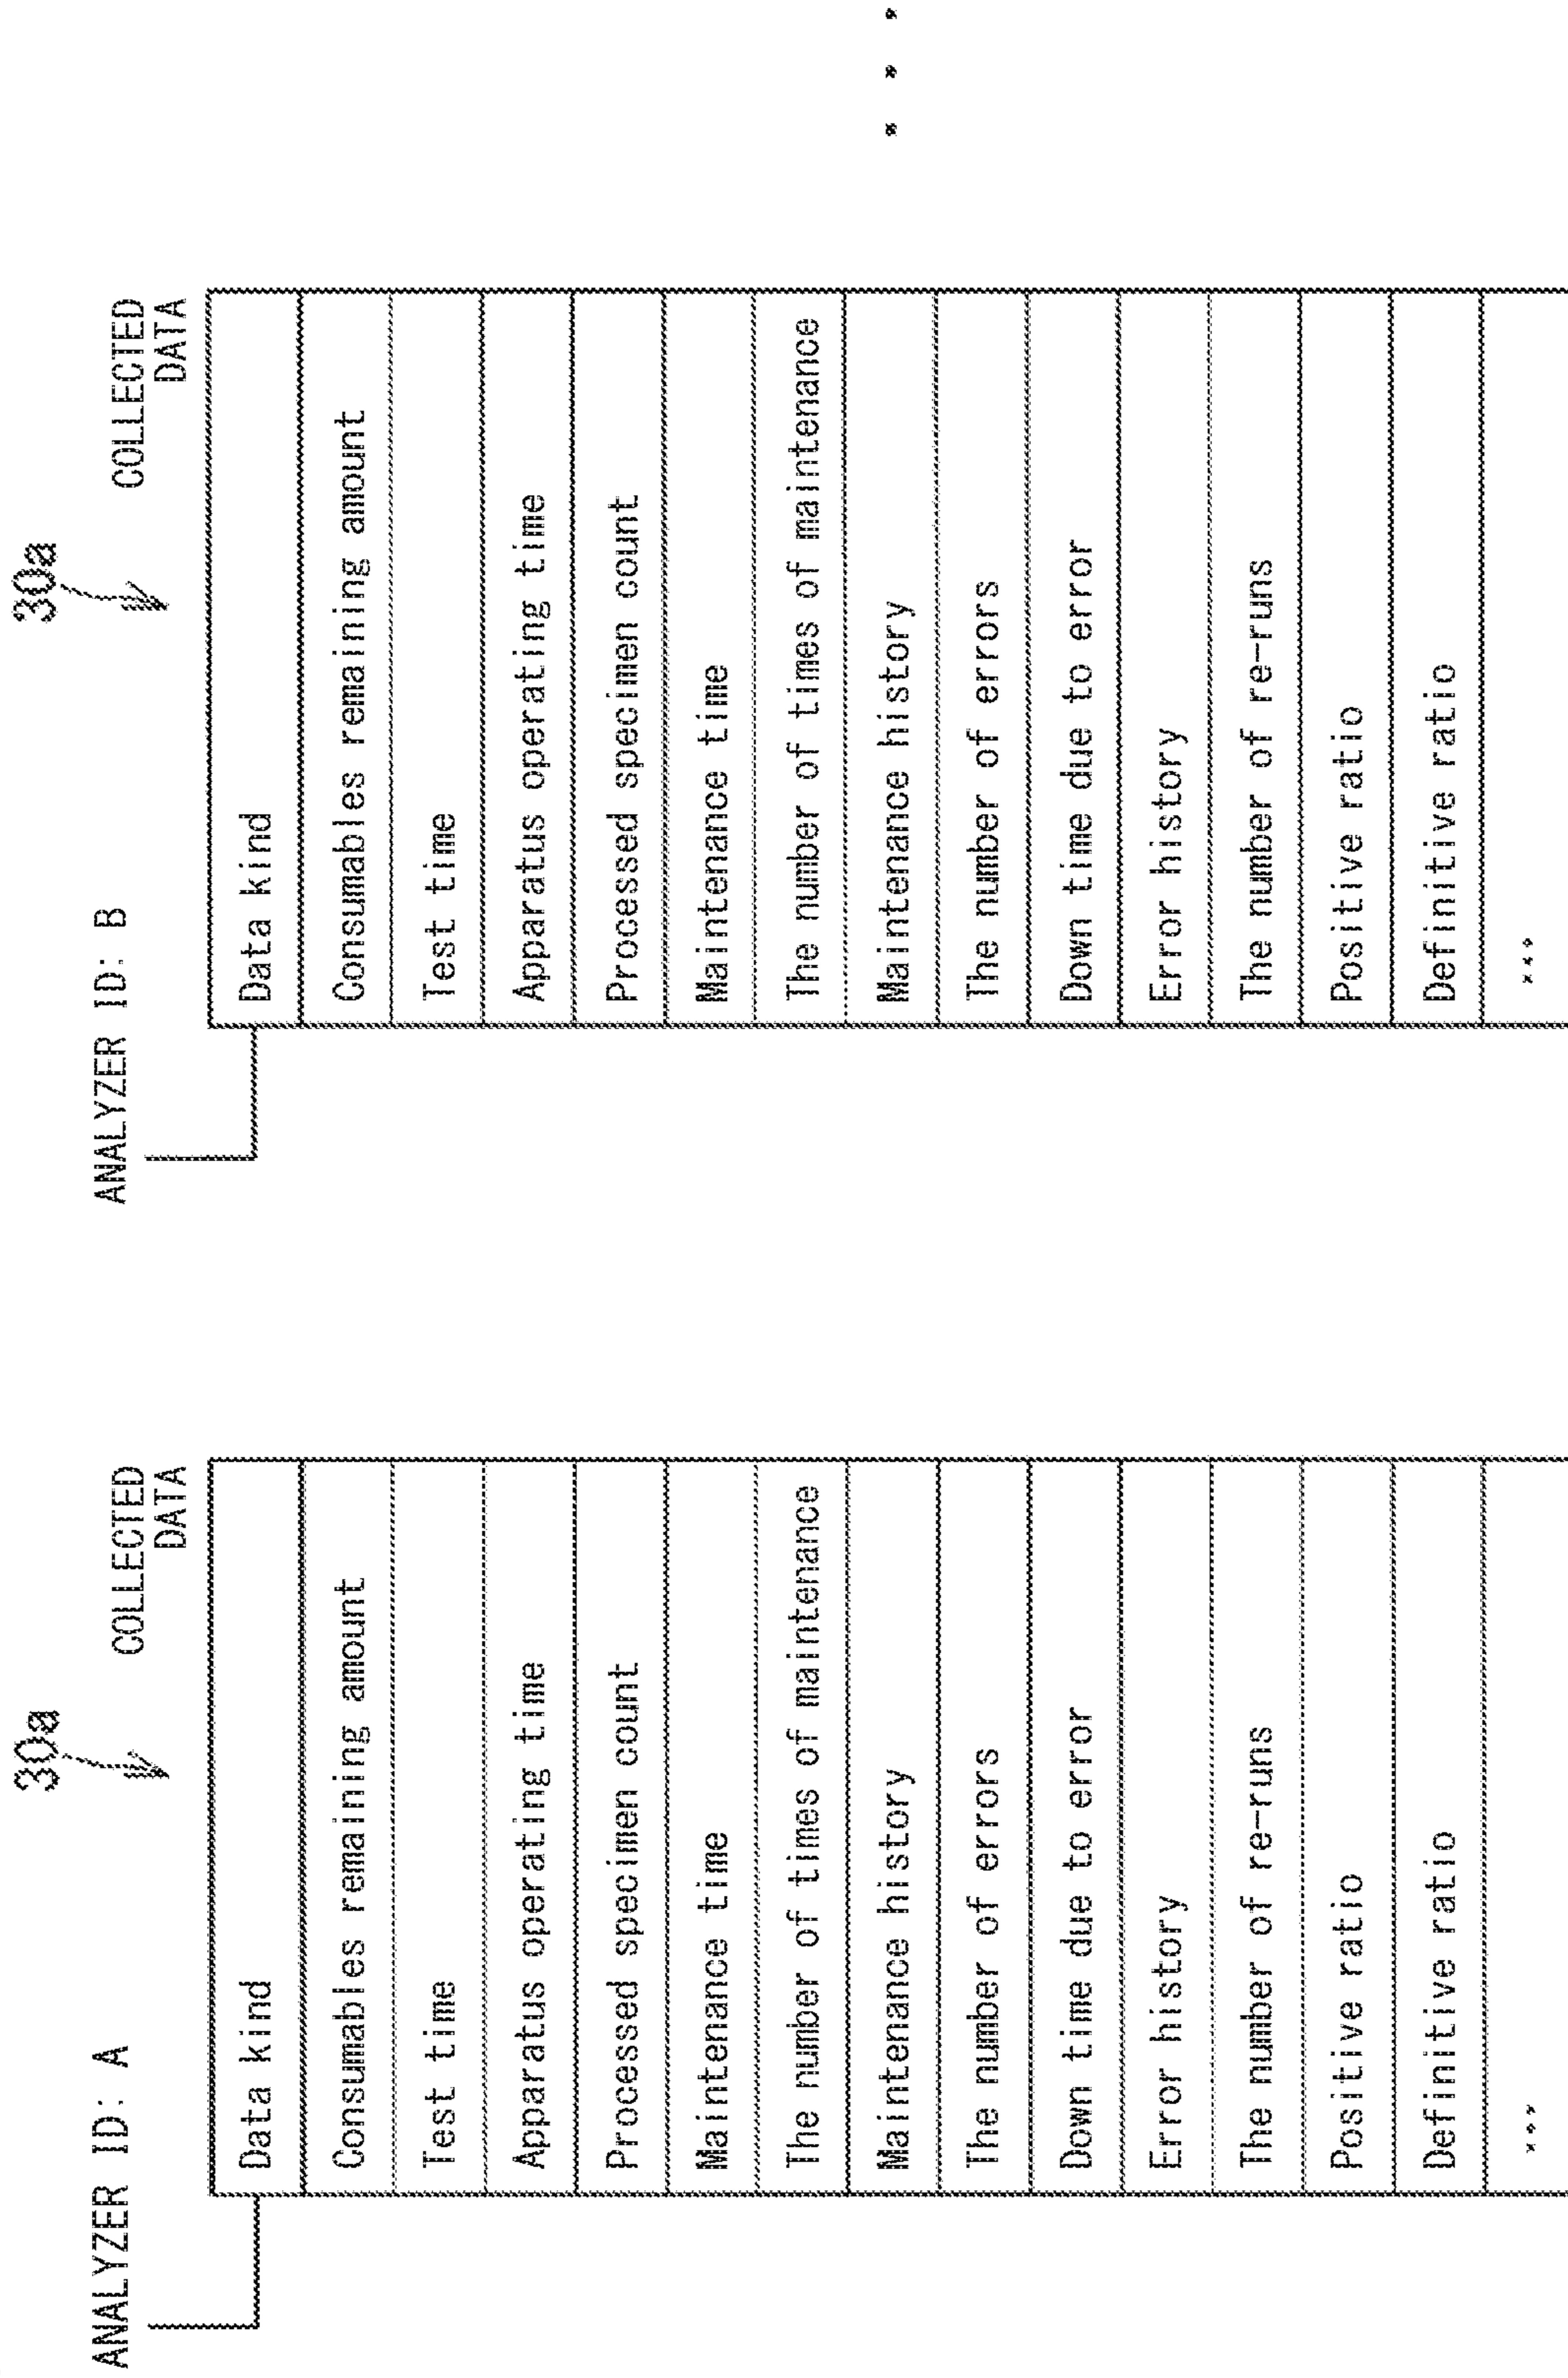 ANALYZER ID: A
30a
COLLECTED
DATA
Data kind
Consumables remaining amount
Test time
Apparatus operating time
Processed specimen count
Maintenance time
The number of times of maintenance
Maintenance history
The number of errors
Down time due to error
Error history
The number of re-runs
Positive ratio
Definitive ratio
...
ANALYZER ID: B
30a
COLLECTED
DATA
Data kind
Consumables remaining amount
Test time
Apparatus operating time
Processed specimen count
Maintenance time
The number of times of maintenance
Maintenance history
The number of errors
Down time due to error
Error history
The number of re-runs
Positive ratio
Definitive ratio
...
...